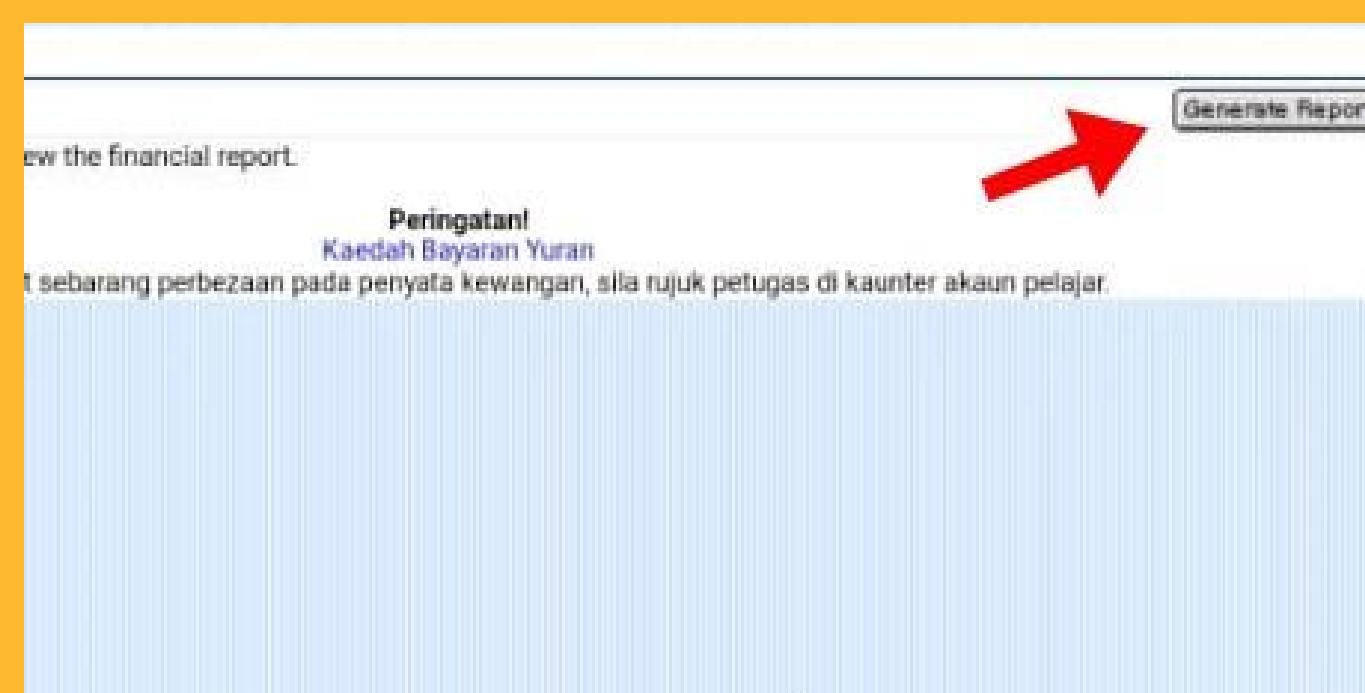 Generate Repor
ew the financial report.
Peringatan!
Kaedah Bayaran Yuran
t sebarang perbezaan pada penyata kewangan, sila rujuk petugas di kaunter akaun pelajar.